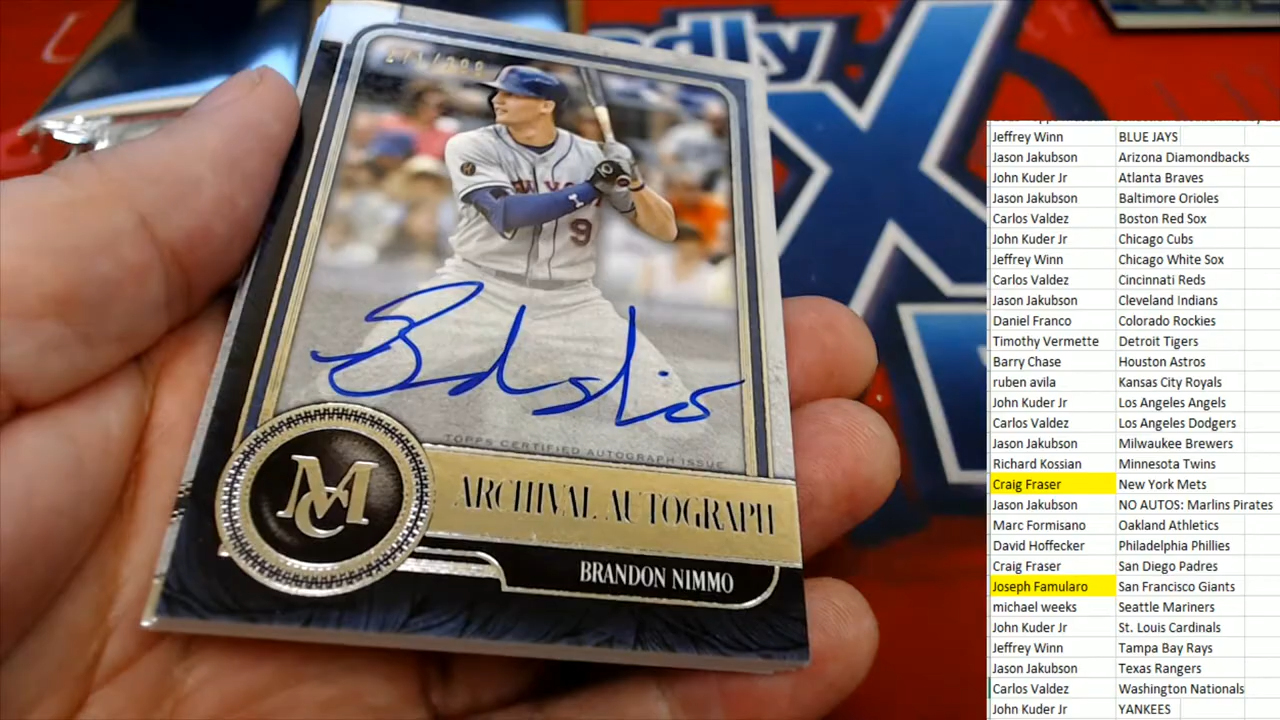 271/299
NEW YORK
9
TOPPS CERTIFIED AUTOGRAPH ISSUE
MC
ARCHIVAL AUTOGRAPH
BRANDON NIMMO
dly
Jeffrey Winn BLUE JAYS
Jason Jakubson Arizona Diamondbacks
John Kuder Jr Atlanta Braves
Jason Jakubson Baltimore Orioles
Carlos Valdez Boston Red Sox
John Kuder Jr Chicago Cubs
Jeffrey Winn Chicago White Sox
Carlos Valdez Cincinnati Reds
Jason Jakubson Cleveland Indians
Daniel Franco Colorado Rockies
Timothy Vermette Detroit Tigers
Barry Chase Houston Astros
ruben avila Kansas City Royals
John Kuder Jr Los Angeles Angels
Carlos Valdez Los Angeles Dodgers
Jason Jakubson Milwaukee Brewers
Richard Kossian Minnesota Twins
Craig Fraser New York Mets
Jason Jakubson NO AUTOS: Marlins Pirates
Marc Formisano Oakland Athletics
David Hoffecker Philadelphia Phillies
Craig Fraser San Diego Padres
Joseph Famularo San Francisco Giants
michael weeks Seattle Mariners
John Kuder Jr St. Louis Cardinals
Jeffrey Winn Tampa Bay Rays
Jason Jakubson Texas Rangers
Carlos Valdez Washington Nationals
John Kuder Jr YANKEES